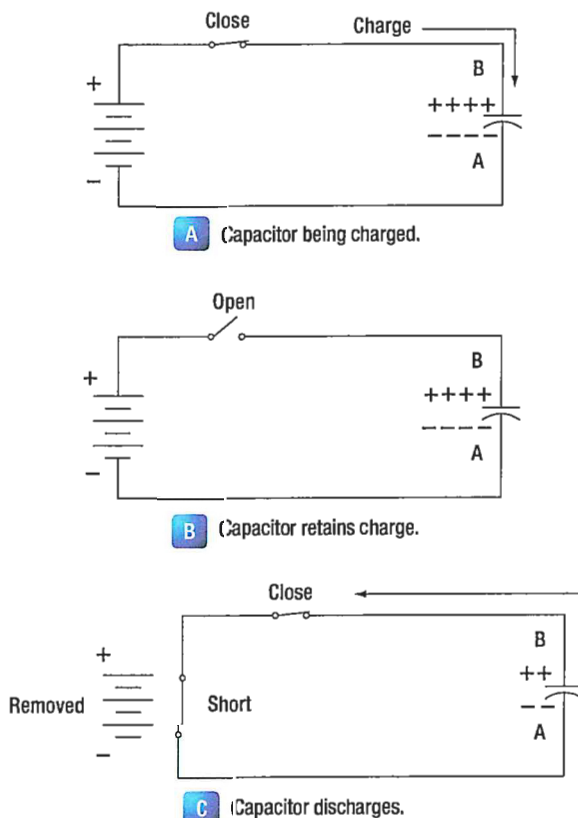 Close
Charge
+
B
++++
− − − −
A
−
A Capacitor being charged.
Open
+
B
++++
− − − −
A
−
B Capacitor retains charge.
Close
+
B
++
− −
Removed
Short
A
−
C Capacitor discharges.